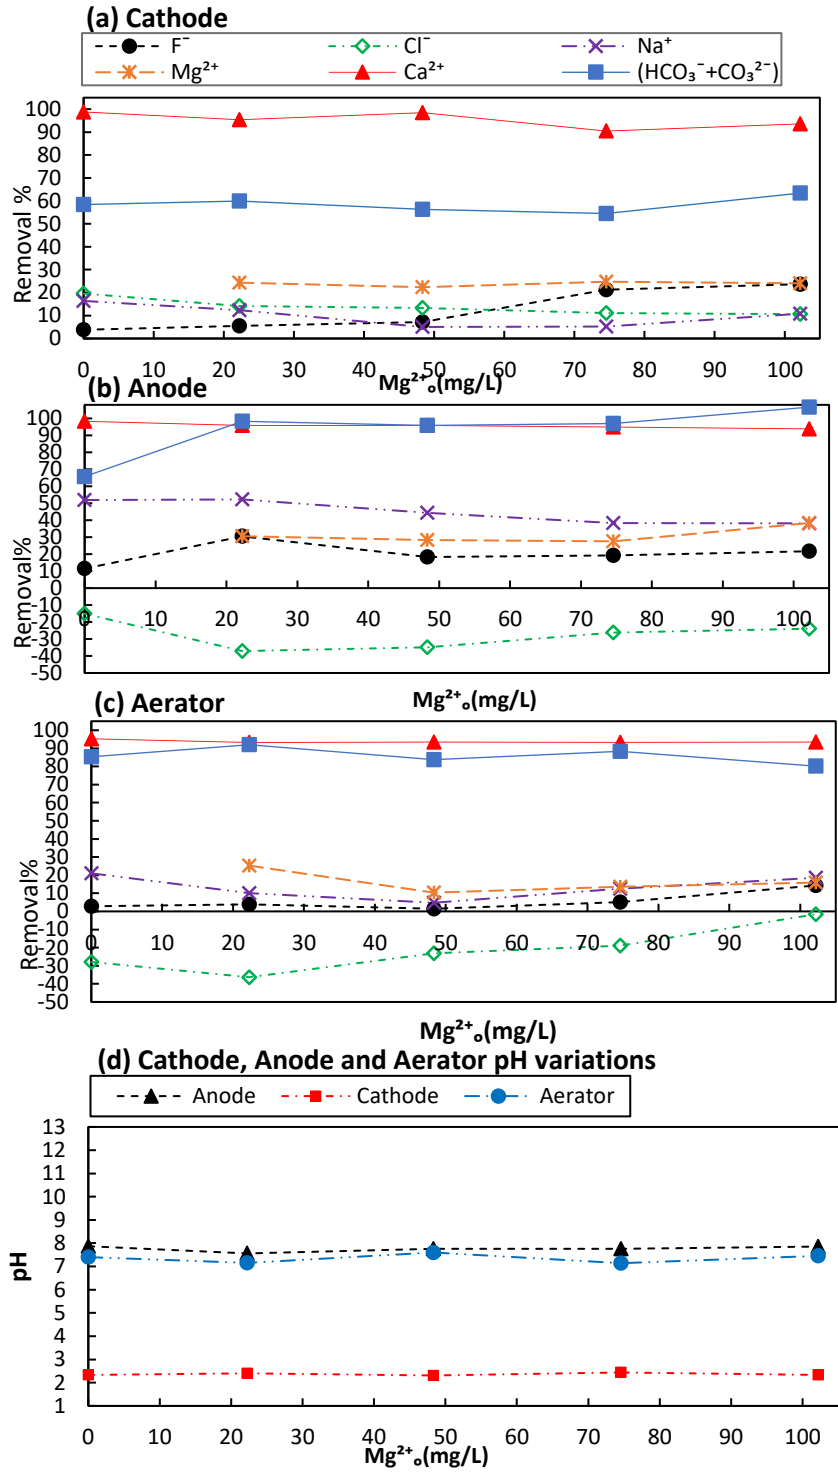 (a) Cathode
F⁻ Cl⁻ Na⁺
Mg²⁺ Ca²⁺ (HCO₃⁻+CO₃²⁻)
100
90
80
70
60
50
40
30
20
10
0
Removal %
0 10 20 30 40 50 60 70 80 90 100
Mg²⁺ₒ(mg/L)
(b) Anode
100
90
80
70
60
50
40
30
20
10
0
-10
-20
-30
-40
-50
Removal%
0 10 20 30 40 50 60 70 80 90 100
Mg²⁺ₒ(mg/L)
(c) Aerator
100
90
80
70
60
50
40
30
20
10
0
-10
-20
-30
-40
-50
Removal%
0 10 20 30 40 50 60 70 80 90 100
Mg²⁺ₒ(mg/L)
(d) Cathode, Anode and Aerator pH variations
Anode Cathode Aerator
13
12
11
10
9
8
7
6
5
4
3
2
1
pH
0 10 20 30 40 50 60 70 80 90 100
Mg²⁺ₒ(mg/L)